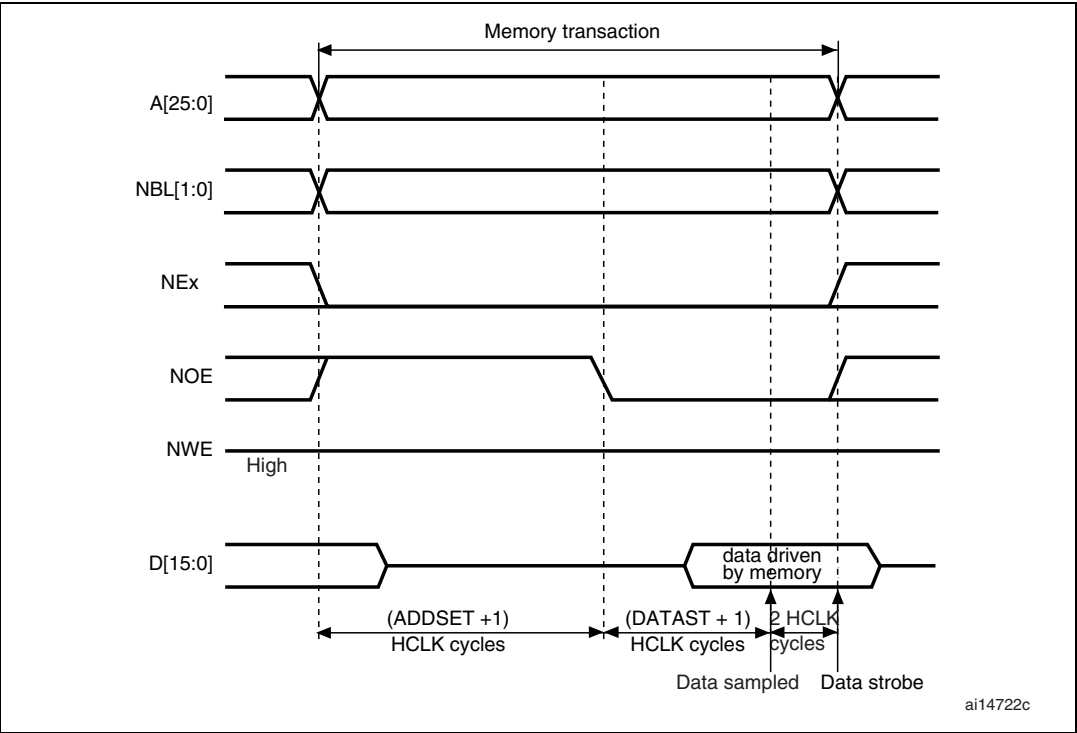 Memory transaction
A[25:0]
NBL[1:0]
NEx
NOE
NWE
High
D[15:0]
data driven
by memory
(ADDSET +1)
HCLK cycles
(DATAST + 1)
HCLK cycles
2 HCLK
cycles
Data sampled
Data strobe
ai14722c